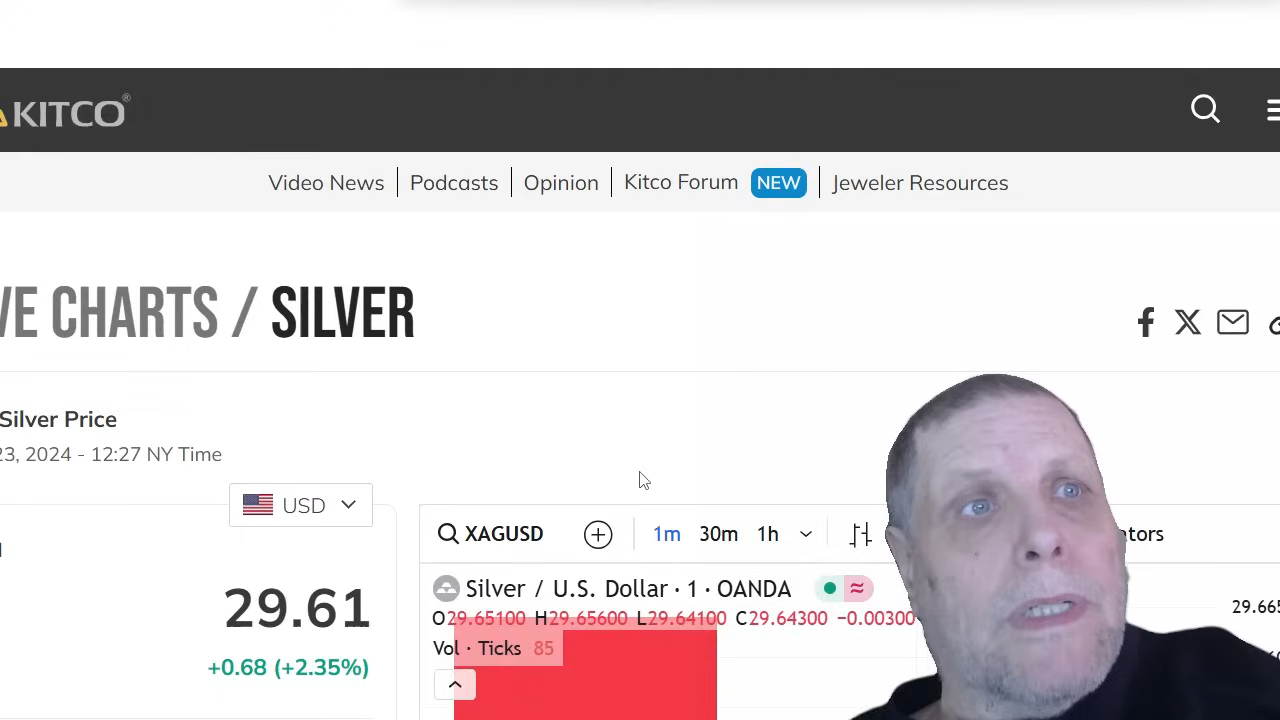 KITCO®
Video News Podcasts Opinion Kitco Forum NEW Jeweler Resources
VE CHARTS / SILVER
Silver Price
23, 2024 - 12:27 NY Time
USD
XAGUSD 1m 30m 1h ators
29.61
+0.68 (+2.35%)
Silver / U.S. Dollar · 1 · OANDA
O29.65100 H29.65600 L29.64100 C29.64300 −0.00300
Vol · Ticks 85
29.665